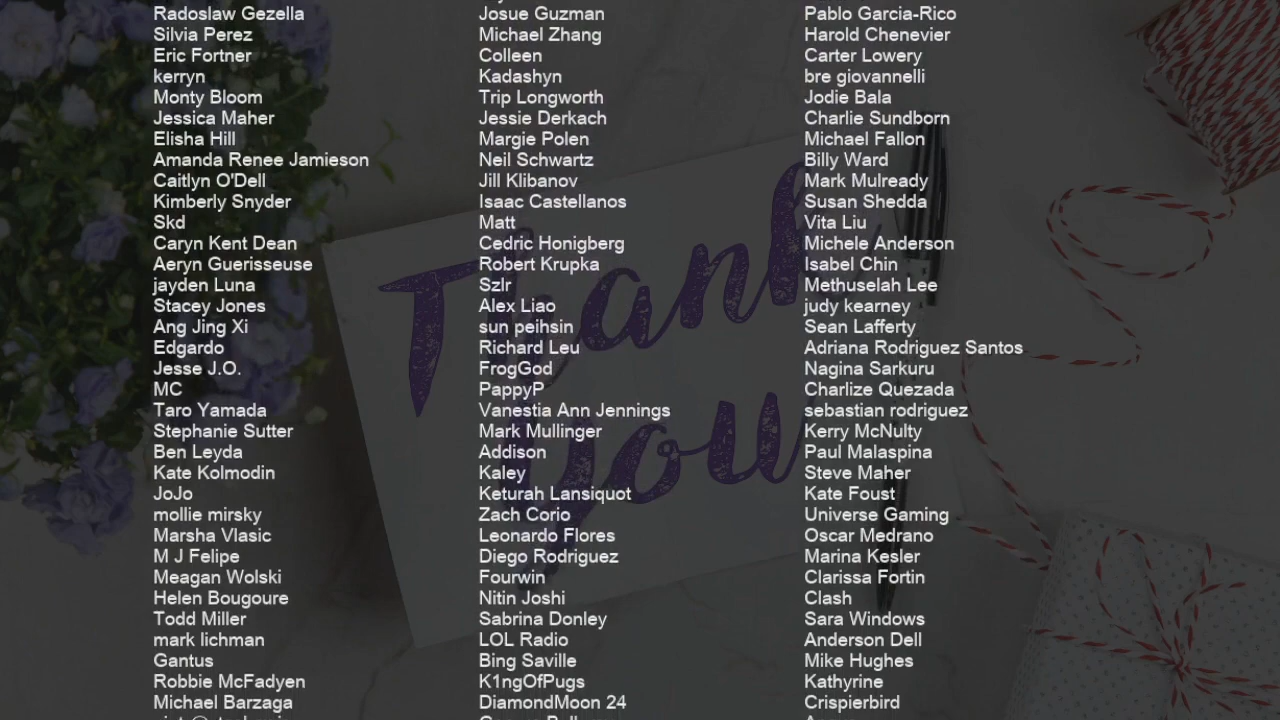 Radoslaw Gezella
Silvia Perez
Eric Fortner
kerryn
Monty Bloom
Jessica Maher
Elisha Hill
Amanda Renee Jamieson
Caitlyn O'Dell
Kimberly Snyder
Skd
Caryn Kent Dean
Aeryn Guerisseuse
jayden Luna
Stacey Jones
Ang Jing Xi
Edgardo
Jesse J.O.
MC
Taro Yamada
Stephanie Sutter
Ben Leyda
Kate Kolmodin
JoJo
mollie mirsky
Marsha Vlasic
M J Felipe
Meagan Wolski
Helen Bougoure
Todd Miller
mark lichman
Gantus
Robbie McFadyen
Michael Barzaga
Josue Guzman
Michael Zhang
Colleen
Kadashyn
Trip Longworth
Jessie Derkach
Margie Polen
Neil Schwartz
Jill Klibanov
Isaac Castellanos
Matt
Cedric Honigberg
Robert Krupka
Szlr
Alex Liao
sun peihsin
Richard Leu
FrogGod
PappyP
Vanestia Ann Jennings
Mark Mullinger
Addison
Kaley
Keturah Lansiquot
Zach Corio
Leonardo Flores
Diego Rodriguez
Fourwin
Nitin Joshi
Sabrina Donley
LOL Radio
Bing Saville
K1ngOfPugs
DiamondMoon 24
Pablo Garcia-Rico
Harold Chenevier
Carter Lowery
bre giovannelli
Jodie Bala
Charlie Sundborn
Michael Fallon
Billy Ward
Mark Mulready
Susan Shedda
Vita Liu
Michele Anderson
Isabel Chin
Methuselah Lee
judy kearney
Sean Lafferty
Adriana Rodriguez Santos
Nagina Sarkuru
Charlize Quezada
sebastian rodriguez
Kerry McNulty
Paul Malaspina
Steve Maher
Kate Foust
Universe Gaming
Oscar Medrano
Marina Kesler
Clarissa Fortin
Clash
Sara Windows
Anderson Dell
Mike Hughes
Kathyrine
Crispierbird
Thank
you